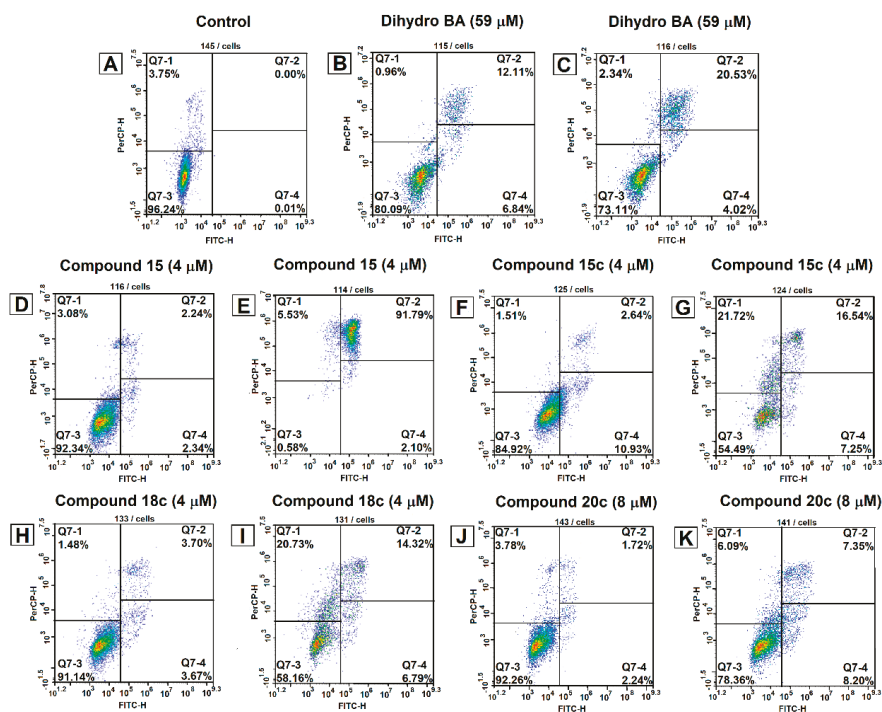 Control
Dihydro BA (59 µM)
Dihydro BA (59 µM)
A
145 / cells
Q7-1
3.75%
Q7-2
0.00%
Q7-3
96.24%
Q7-4
0.01%
PerCP-H
FITC-H
B
115 / cells
Q7-1
0.96%
Q7-2
12.11%
Q7-3
80.09%
Q7-4
6.84%
PerCP-H
FITC-H
C
116 / cells
Q7-1
2.34%
Q7-2
20.53%
Q7-3
73.11%
Q7-4
4.02%
PerCP-H
FITC-H
Compound 15 (4 µM)
Compound 15 (4 µM)
Compound 15c (4 µM)
Compound 15c (4 µM)
D
116 / cells
Q7-1
3.08%
Q7-2
2.24%
Q7-3
92.34%
Q7-4
2.34%
PerCP-H
FITC-H
E
114 / cells
Q7-1
5.53%
Q7-2
91.79%
Q7-3
0.58%
Q7-4
2.10%
PerCP-H
FITC-H
F
125 / cells
Q7-1
1.51%
Q7-2
2.64%
Q7-3
84.92%
Q7-4
10.93%
PerCP-H
FITC-H
G
124 / cells
Q7-1
21.72%
Q7-2
16.54%
Q7-3
54.49%
Q7-4
7.25%
PerCP-H
FITC-H
Compound 18c (4 µM)
Compound 18c (4 µM)
Compound 20c (8 µM)
Compound 20c (8 µM)
H
133 / cells
Q7-1
1.48%
Q7-2
3.70%
Q7-3
91.14%
Q7-4
3.67%
PerCP-H
FITC-H
I
131 / cells
Q7-1
20.73%
Q7-2
14.32%
Q7-3
58.16%
Q7-4
6.79%
PerCP-H
FITC-H
J
143 / cells
Q7-1
3.78%
Q7-2
1.72%
Q7-3
92.26%
Q7-4
2.24%
PerCP-H
FITC-H
K
141 / cells
Q7-1
6.09%
Q7-2
7.35%
Q7-3
78.36%
Q7-4
8.20%
PerCP-H
FITC-H